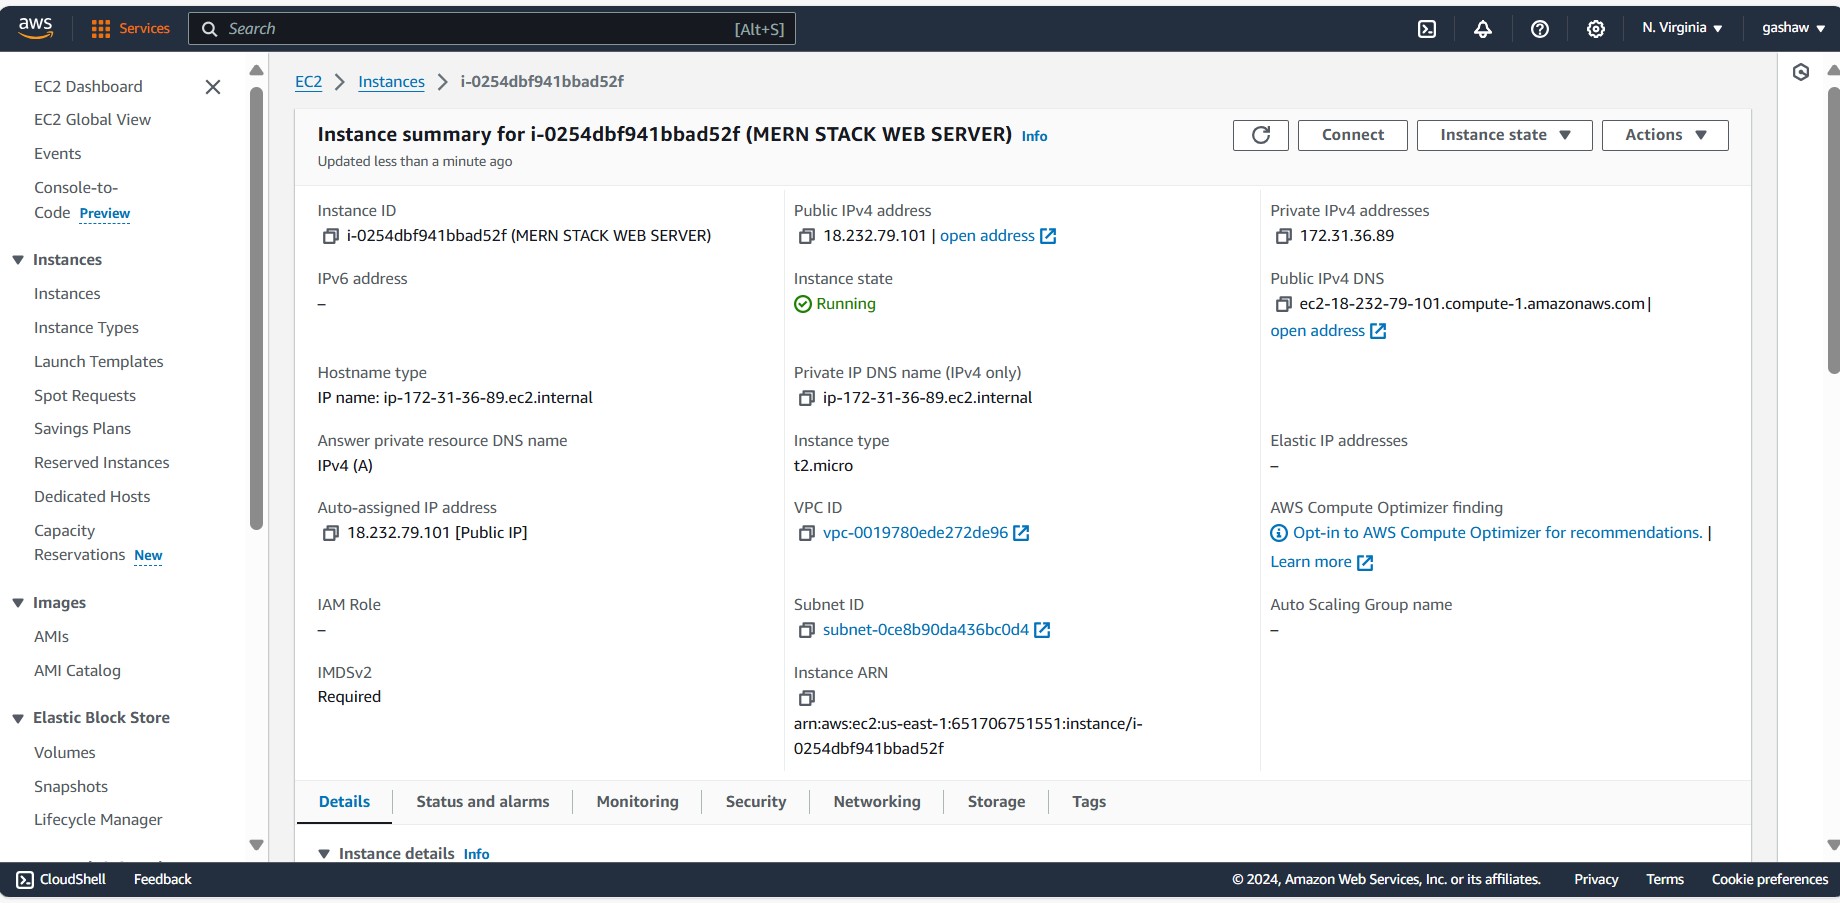 aws Services Search [Alt+S] N. Virginia gashaw
EC2 Dashboard
EC2 Global View
Events
Console-to-
Code Preview
Instances
Instances
Instance Types
Launch Templates
Spot Requests
Savings Plans
Reserved Instances
Dedicated Hosts
Capacity
Reservations New
Images
AMIs
AMI Catalog
Elastic Block Store
Volumes
Snapshots
Lifecycle Manager
EC2 Instances i-0254dbf941bbad52f
Instance summary for i-0254dbf941bbad52f (MERN STACK WEB SERVER) Info
Updated less than a minute ago
Connect Instance state Actions
Instance ID
i-0254dbf941bbad52f (MERN STACK WEB SERVER)
Public IPv4 address
18.232.79.101 | open address
Private IPv4 addresses
172.31.36.89
IPv6 address
–
Instance state
Running
Public IPv4 DNS
ec2-18-232-79-101.compute-1.amazonaws.com |
open address
Hostname type
IP name: ip-172-31-36-89.ec2.internal
Private IP DNS name (IPv4 only)
ip-172-31-36-89.ec2.internal
Answer private resource DNS name
IPv4 (A)
Instance type
t2.micro
Elastic IP addresses
–
Auto-assigned IP address
18.232.79.101 [Public IP]
VPC ID
vpc-0019780ede272de96
AWS Compute Optimizer finding
Opt-in to AWS Compute Optimizer for recommendations. |
Learn more
IAM Role
–
Subnet ID
subnet-0ce8b90da436bc0d4
Auto Scaling Group name
–
IMDSv2
Required
Instance ARN
arn:aws:ec2:us-east-1:651706751551:instance/i-
0254dbf941bbad52f
Details Status and alarms Monitoring Security Networking Storage Tags
Instance details Info
CloudShell Feedback © 2024, Amazon Web Services, Inc. or its affiliates. Privacy Terms Cookie preferences